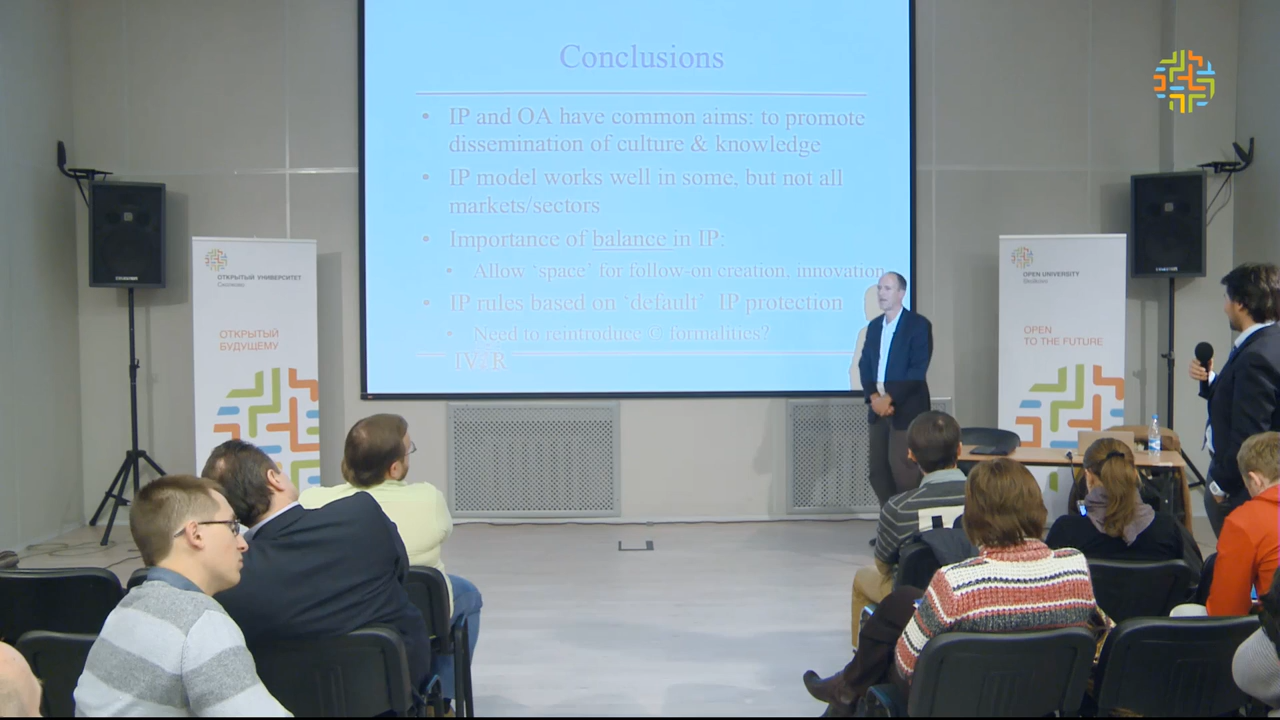 Conclusions
• IP and OA have common aims: to promote
dissemination of culture & knowledge
• IP model works well in some, but not all
markets/sectors
• Importance of balance in IP:
• Allow ‘space’ for follow-on creation, innovation
• IP rules based on ‘default’ IP protection
• Need to reintroduce © formalities?
ОТКРЫТЫЙ УНИВЕРСИТЕТ
Сколково
ОТКРЫТЫЙ
БУДУЩЕМУ
OPEN UNIVERSITY
Skolkovo
OPEN
TO THE FUTURE